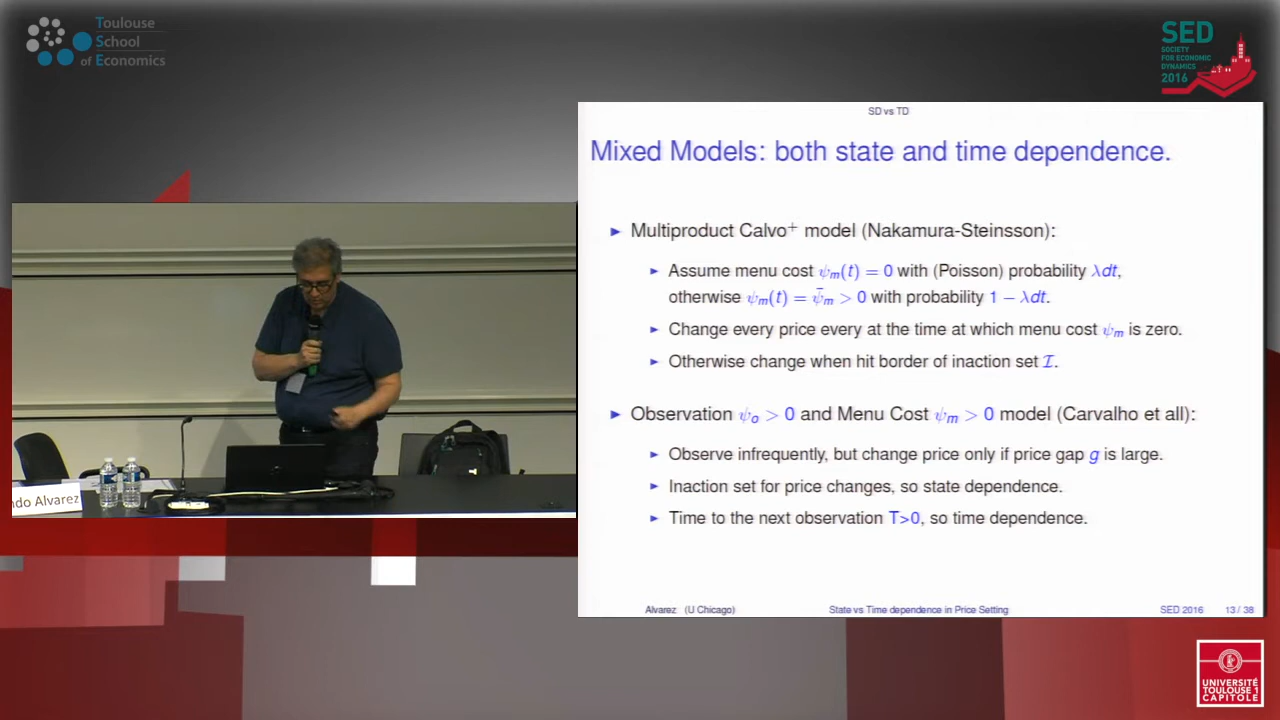 Toulouse
School
of Economics
SED
SOCIETY
FOR ECONOMIC
DYNAMICS
2016
SD vs TD
Mixed Models: both state and time dependence.
► Multiproduct Calvo⁺ model (Nakamura-Steinsson):
► Assume menu cost ψₘ(t) = 0 with (Poisson) probability λdt,
otherwise ψₘ(t) = ψ̄ₘ > 0 with probability 1 − λdt.
► Change every price every at the time at which menu cost ψₘ is zero.
► Otherwise change when hit border of inaction set 𝓘.
► Observation ψₒ > 0 and Menu Cost ψₘ > 0 model (Carvalho et all):
► Observe infrequently, but change price only if price gap g is large.
► Inaction set for price changes, so state dependence.
► Time to the next observation T>0, so time dependence.
Alvarez (U Chicago) State vs Time dependence in Price Setting SED 2016 13 / 38
ndo Alvarez
UNIVERSITÉ
TOULOUSE 1
CAPITOLE